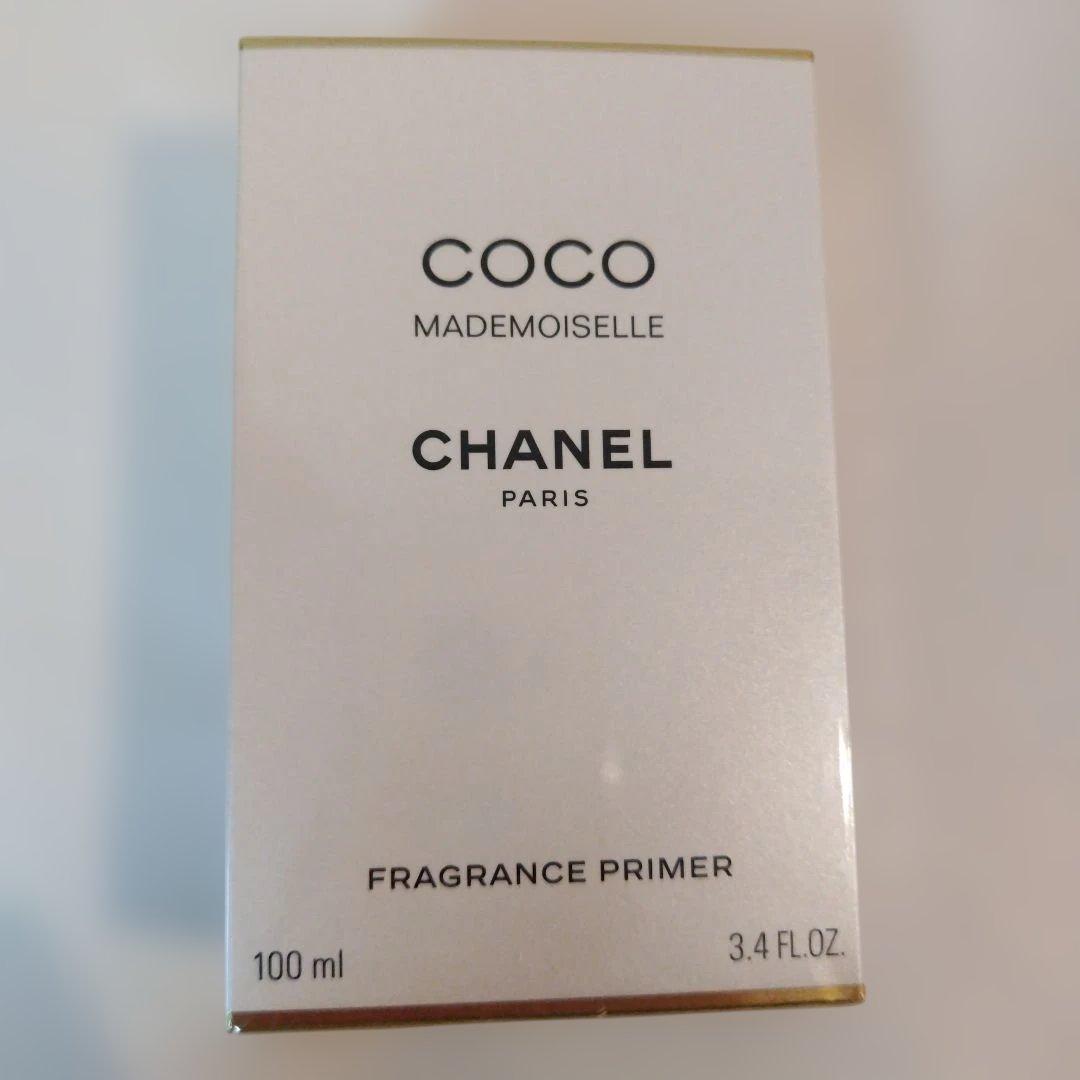 COCO
MADEMOISELLE
CHANEL
PARIS
FRAGRANCE PRIMER
100 ml
3.4 FL.OZ.